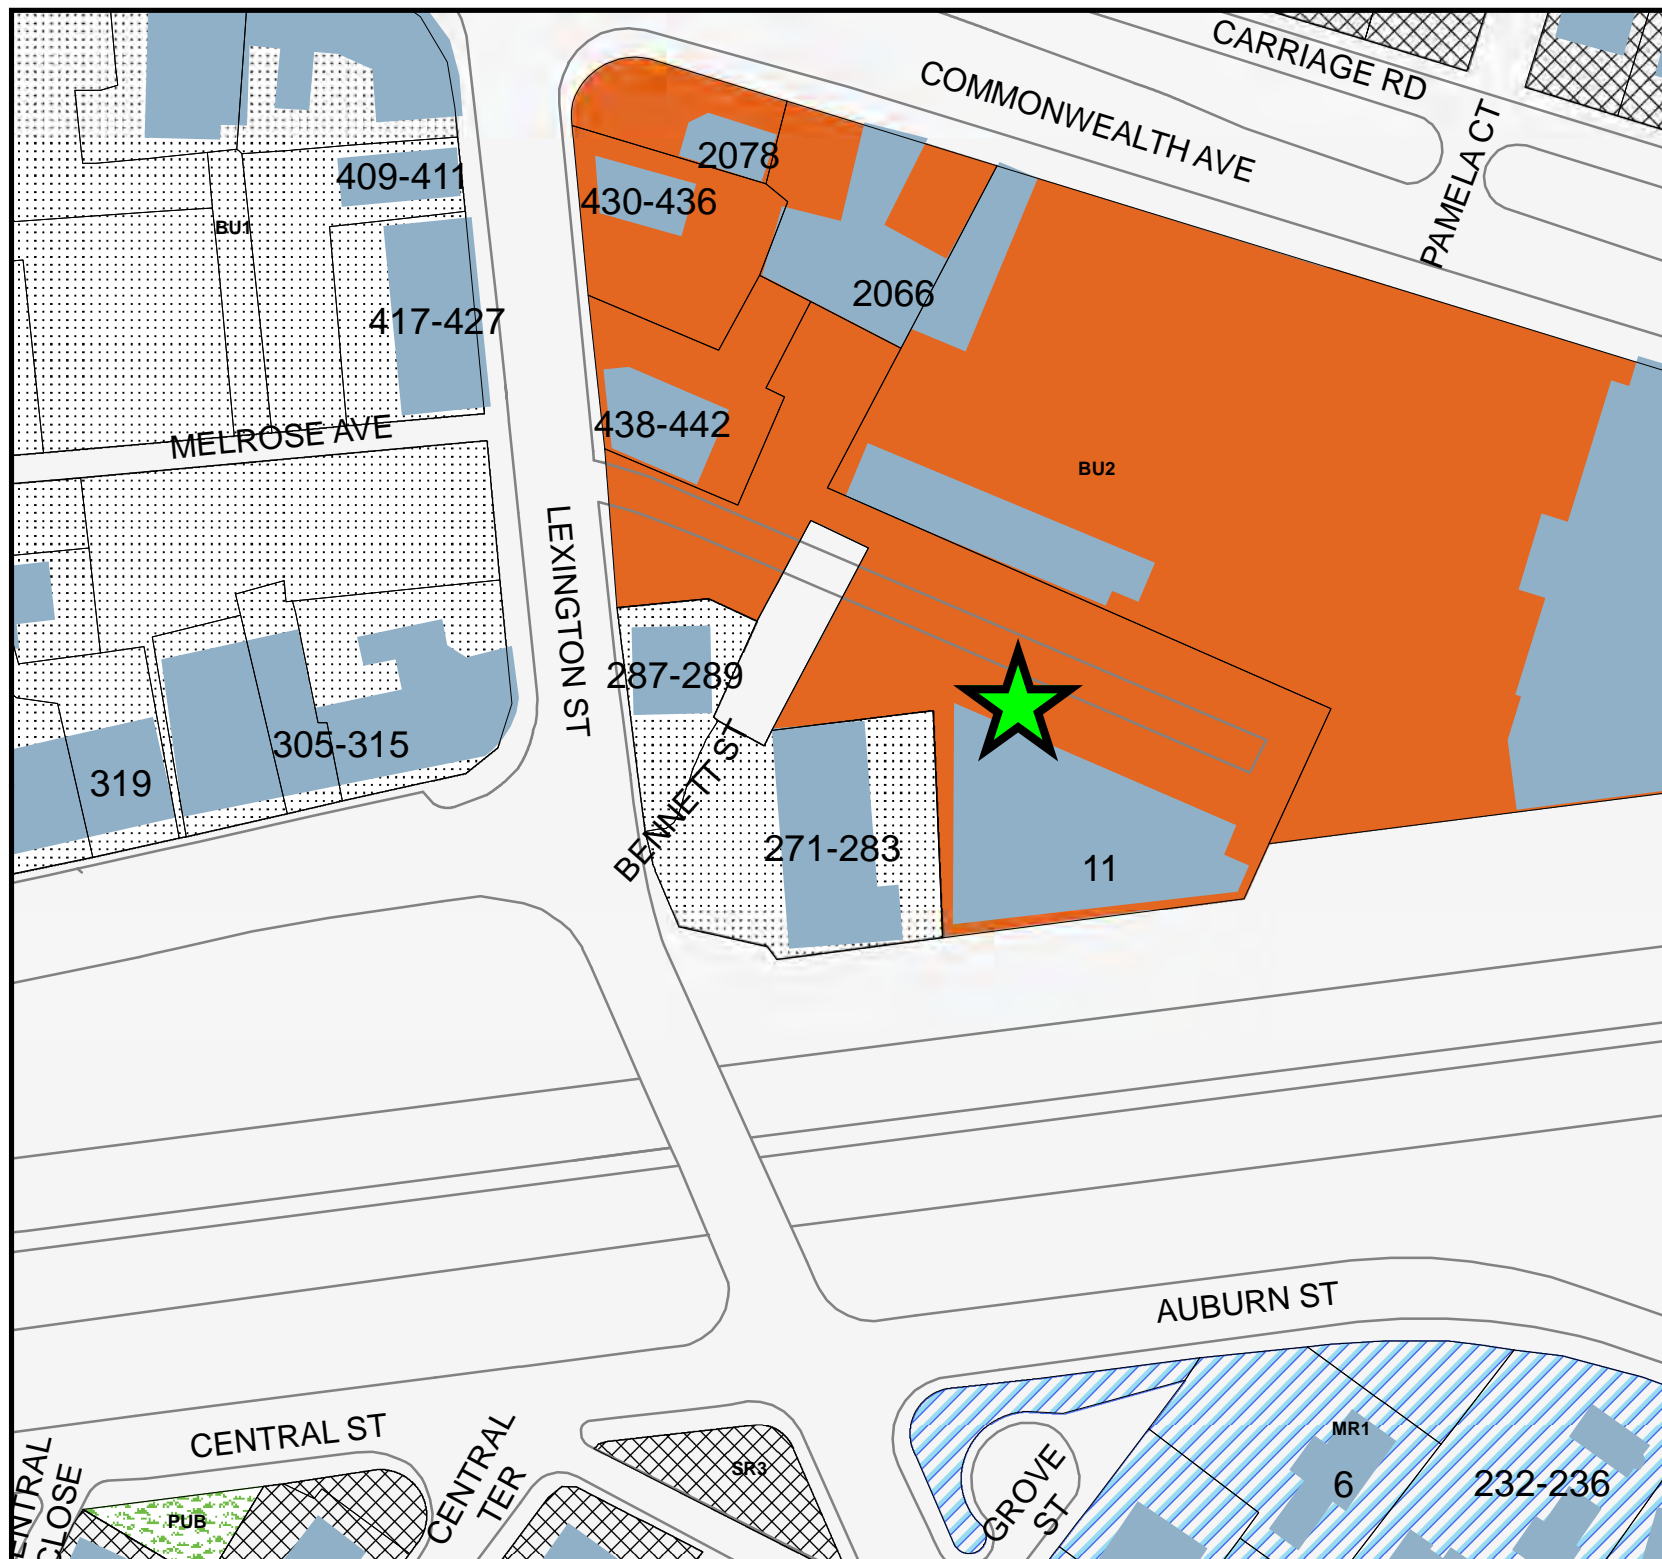 CARRIAGE RD
COMMONWEALTH AVE
PAMELA CT
2078
409-411
430-436
BU1
2066
417-427
438-442
MELROSE AVE
BU2
LEXINGTON ST
287-289
305-315
319
BENNETT ST
271-283
11
AUBURN ST
CENTRAL ST
CENTRAL
TER
MR1
SR3
6
232-236
GROVE
ST
PUB
ENTRAL
CLOSE